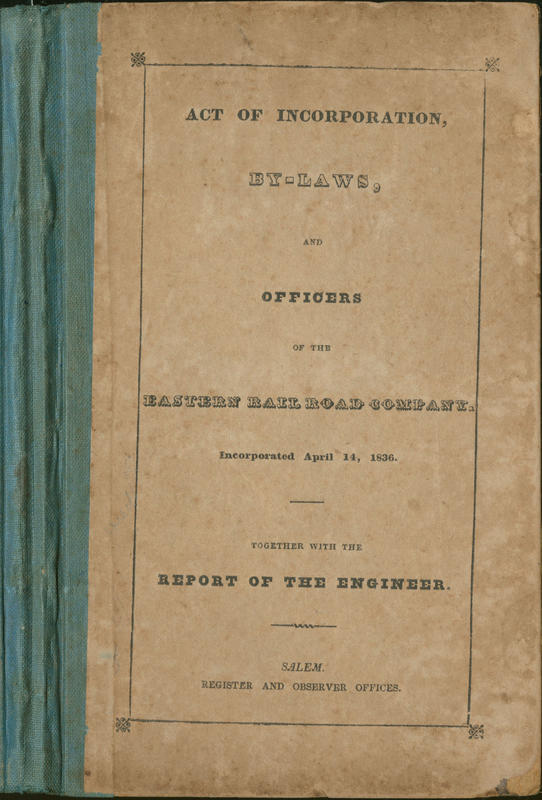 ACT OF INCORPORATION,
BY-LAWS,
AND
OFFICERS
OF THE
EASTERN RAIL ROAD COMPANY.
Incorporated April 14, 1836.
TOGETHER WITH THE
REPORT OF THE ENGINEER.
SALEM.
REGISTER AND OBSERVER OFFICES.